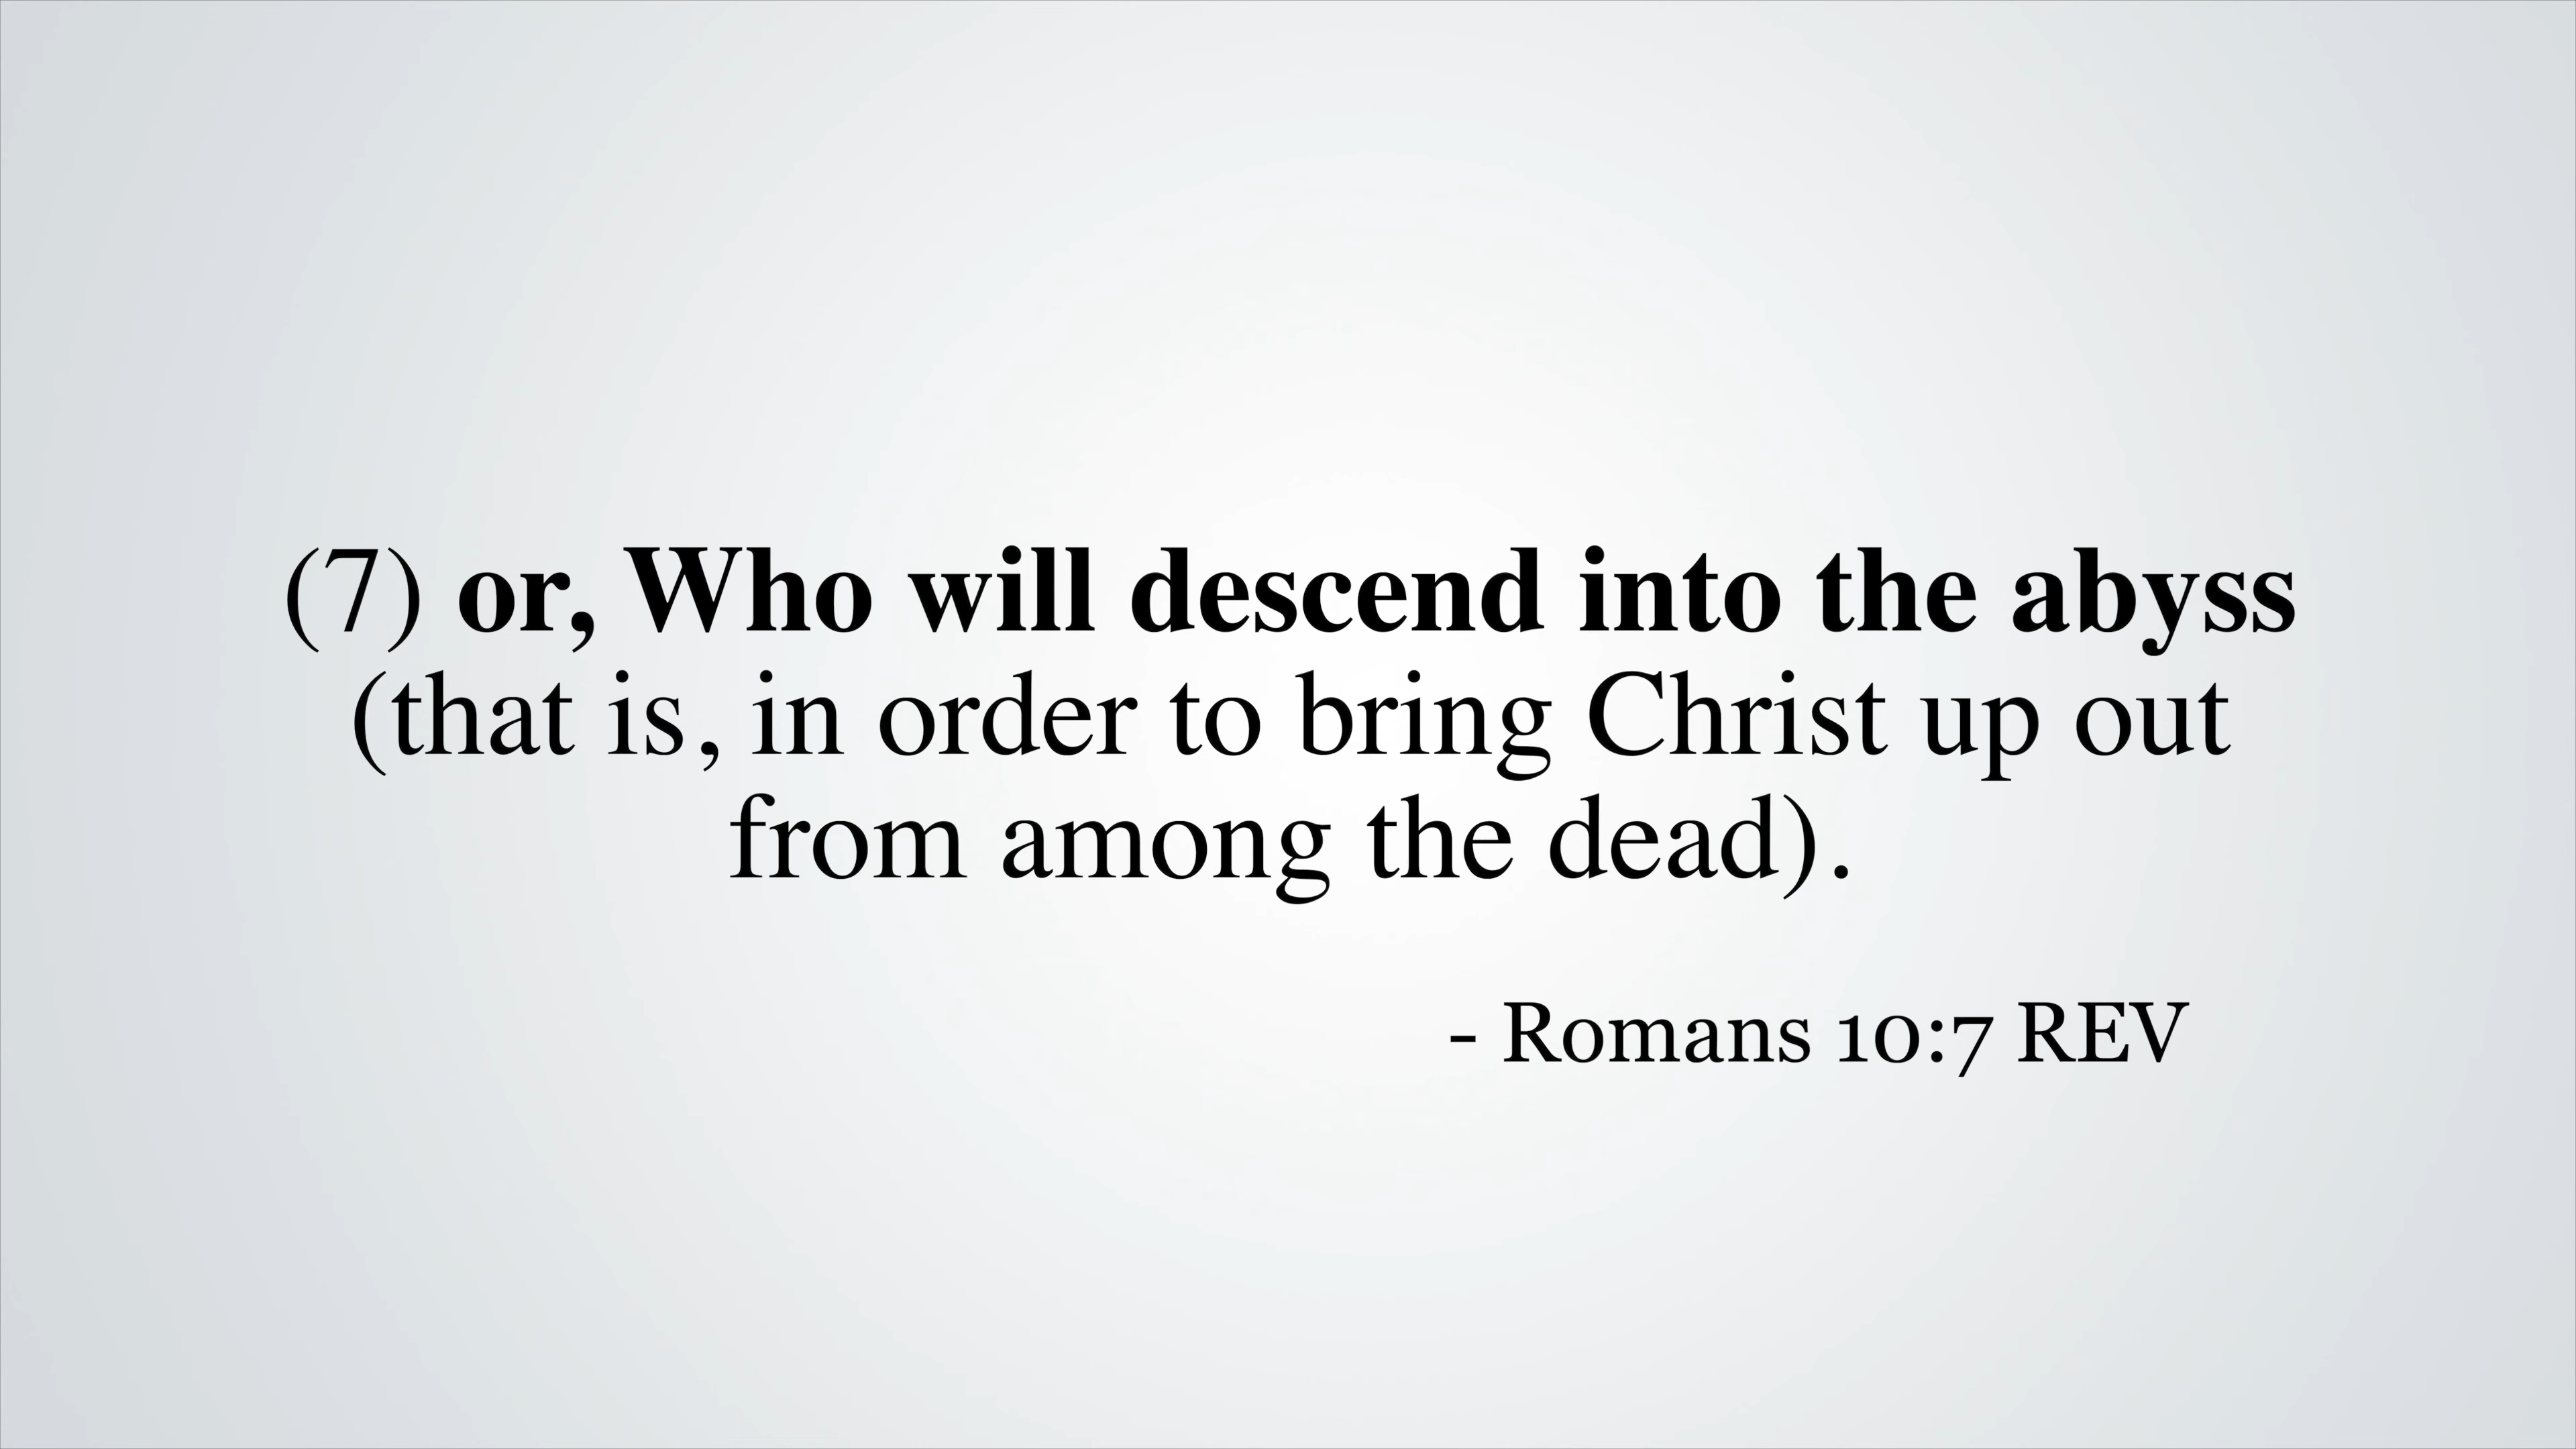 (7) or, Who will descend into the abyss
(that is, in order to bring Christ up out
from among the dead).
- Romans 10:7 REV